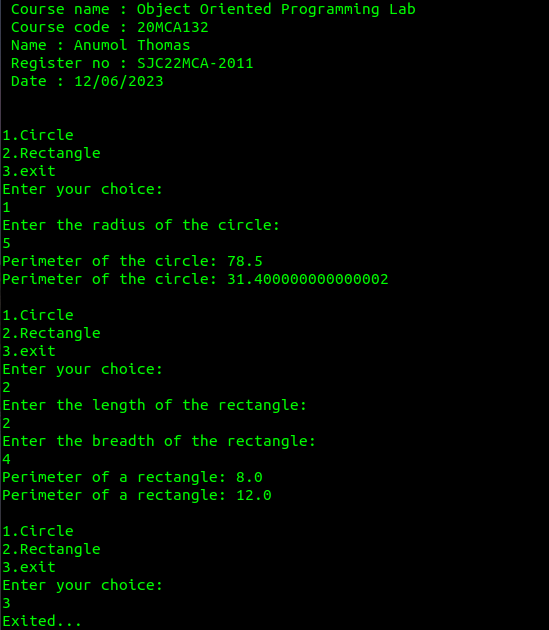 Course name : Object Oriented Programming Lab
Course code : 20MCA132
Name : Anumol Thomas
Register no : SJC22MCA-2011
Date : 12/06/2023
1.Circle
2.Rectangle
3.exit
Enter your choice:
1
Enter the radius of the circle:
5
Perimeter of the circle: 78.5
Perimeter of the circle: 31.400000000000002
1.Circle
2.Rectangle
3.exit
Enter your choice:
2
Enter the length of the rectangle:
2
Enter the breadth of the rectangle:
4
Perimeter of a rectangle: 8.0
Perimeter of a rectangle: 12.0
1.Circle
2.Rectangle
3.exit
Enter your choice:
3
Exited...